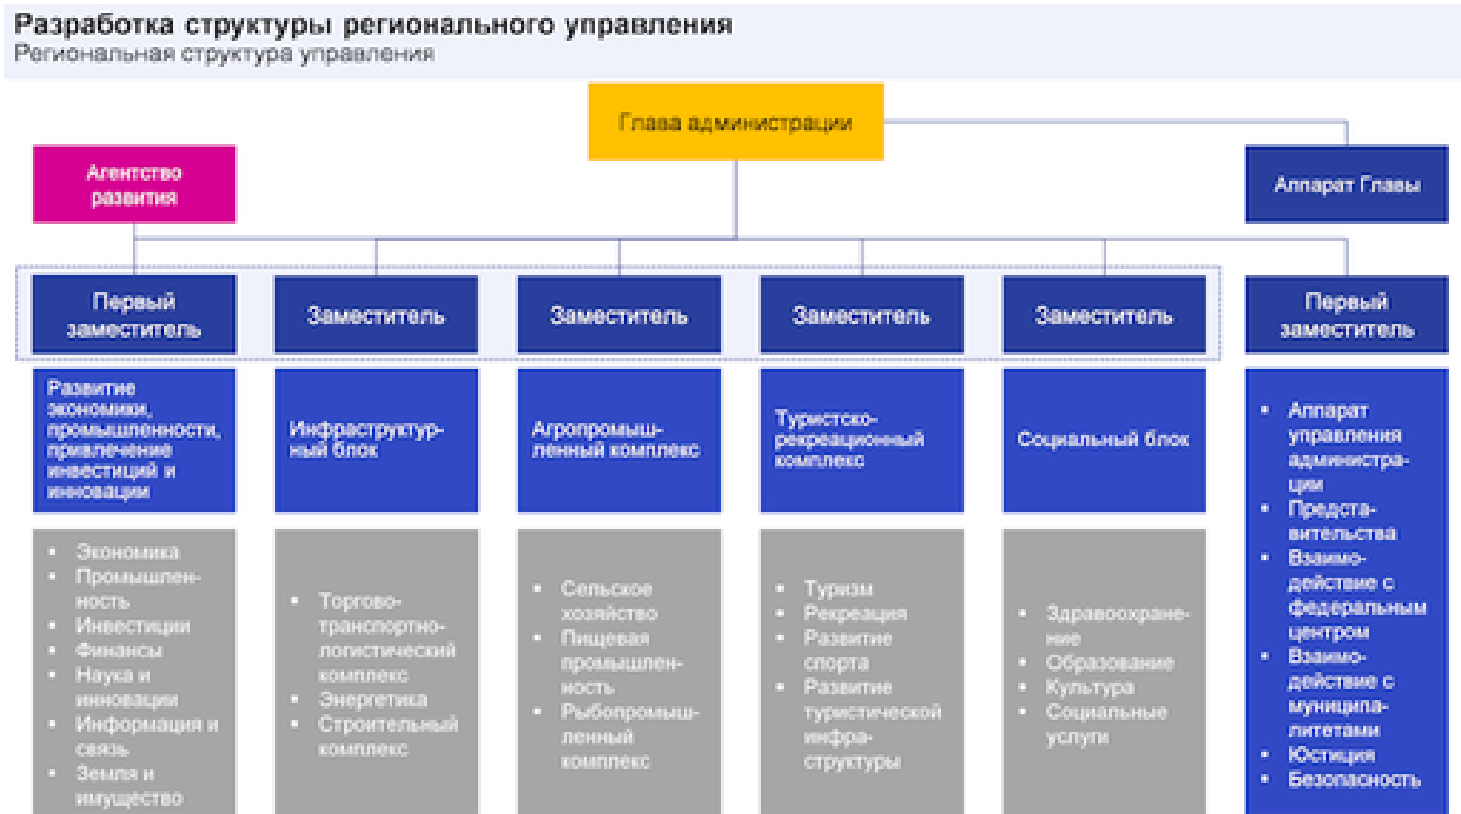 Разработка структуры регионального управления
Региональная структура управления
Глава администрации
Агентство
развития
Аппарат Главы
Первый
заместитель
Заместитель
Заместитель
Заместитель
Заместитель
Первый
заместитель
Развитие
экономики,
промышленности,
привлечение
инвестиций и
инновации
Инфраструктур-
ный блок
Агропромыш-
ленный комплекс
Туристско-
рекреационный
комплекс
Социальный блок
▪ Аппарат
управления
администра-
ции
▪ Предста-
вительства
▪ Взаимо-
действие с
федеральным
центром
▪ Взаимо-
действие с
муниципа-
литетами
▪ Юстиция
▪ Безопасность
▪ Экономика
▪ Промышлен-
ность
▪ Инвестиции
▪ Финансы
▪ Наука и
инновации
▪ Информация и
связь
▪ Земля и
имущество
▪ Торгово-
транспортно-
логистический
комплекс
▪ Энергетика
▪ Строительный
комплекс
▪ Сельское
хозяйство
▪ Пищевая
промышлен-
ность
▪ Рыбопромыш-
ленный
комплекс
▪ Туризм
▪ Рекреация
▪ Развитие
спорта
▪ Развитие
туристической
инфра-
структуры
▪ Здравоохране-
ние
▪ Образование
▪ Культура
▪ Социальные
услуги